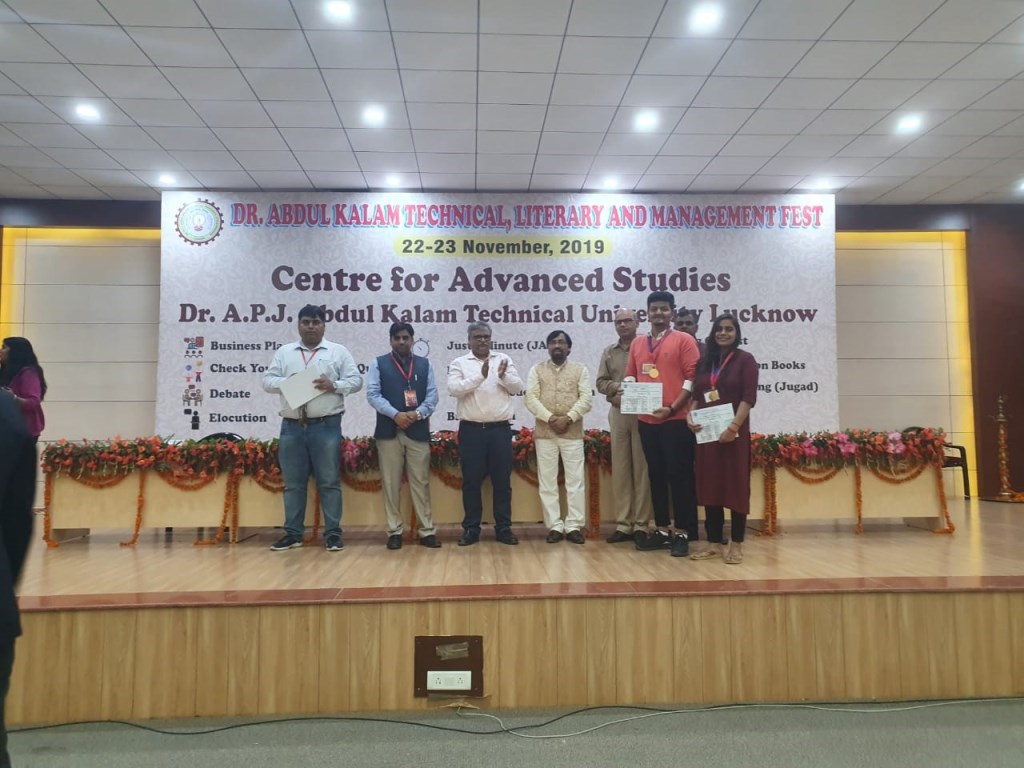 DR. ABDUL KALAM TECHNICAL, LITERARY AND MANAGEMENT FEST
22-23 November, 2019
Centre for Advanced Studies
Dr. A.P.J. Abdul Kalam Technical University Lucknow
Business Pla
Just Minute (JA
Check You
on Books
Debate
(Jugad)
Elocution